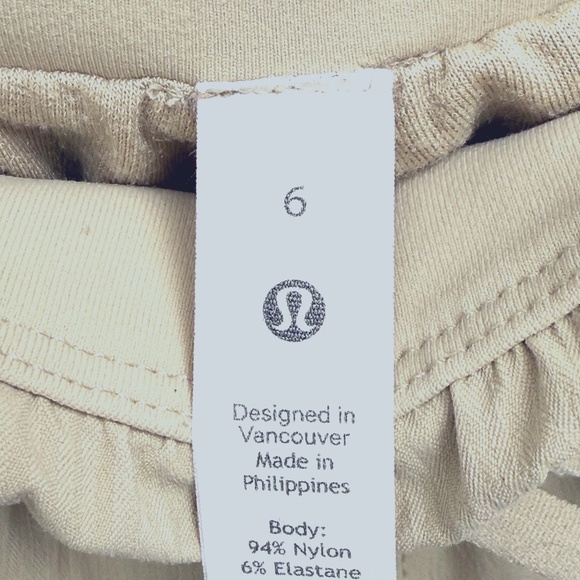 6
Designed in
Vancouver
Made in
Philippines
Body:
94% Nylon
6% Elastane